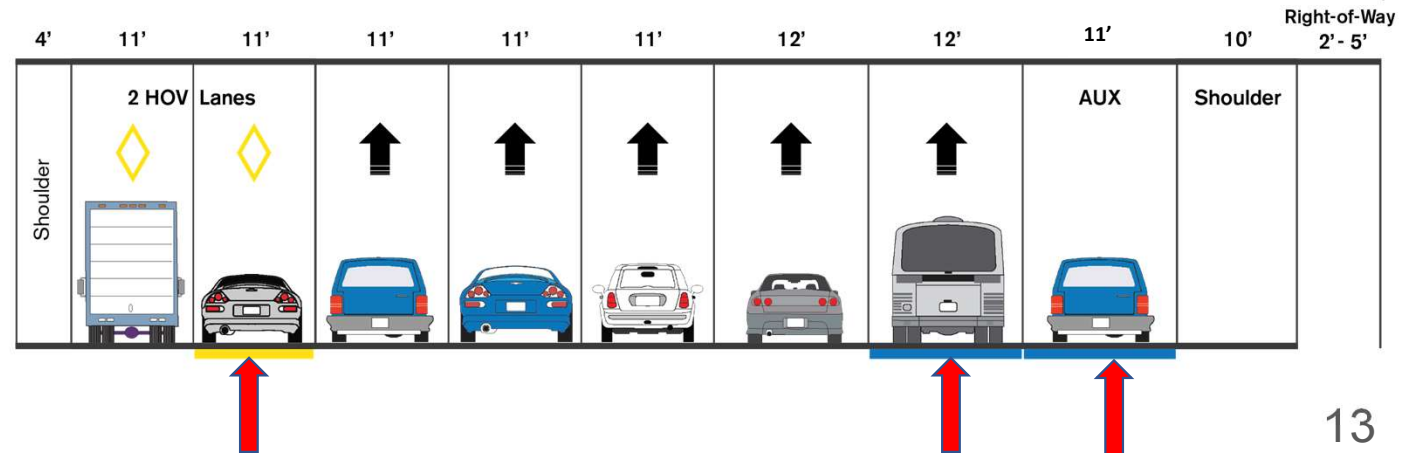 Right-of-Way
4’ 11’ 11’ 11’ 11’ 11’ 12’ 12’ 11’ 10’ 2’ - 5’
2 HOV Lanes AUX Shoulder
Shoulder
13